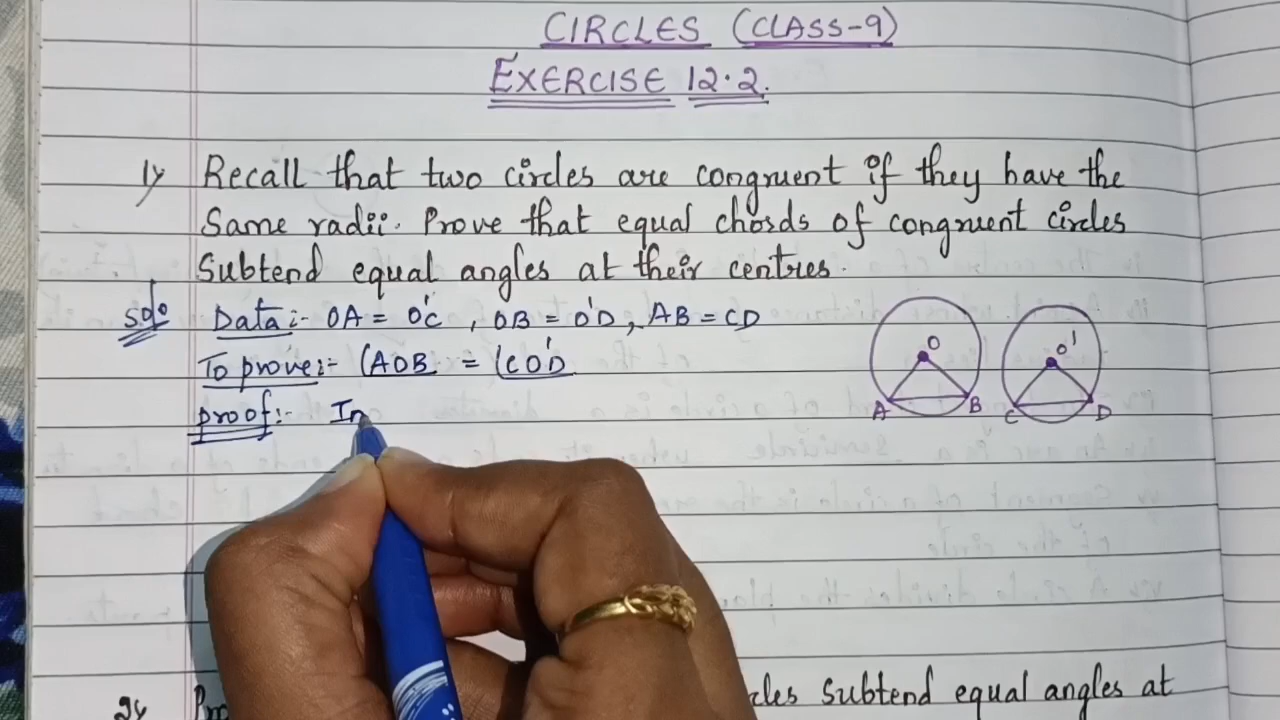 CIRCLES (CLASS-9)
EXERCISE 12.2.
1) Recall that two circles are congruent if they have the
Same radii. Prove that equal chords of congruent circles
Subtend equal angles at their centres.
Soln Data:- OA = O'C , OB = O'D, AB = CD
To prove:- ∠AOB = ∠CO'D
Proof:- In
O
O'
A
B
C
D
2)
Subtend equal angles at